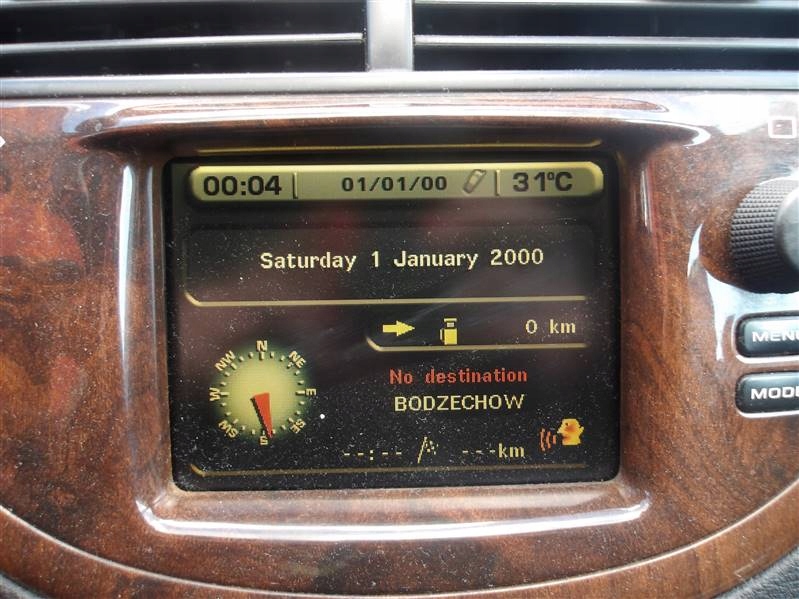 00:04 01/01/00 31°C
Saturday 1 January 2000
0 km
No destination
BODZECHOW
--:-- ---km
N
NW NE
W E
SW SE
S
MENU
MODE